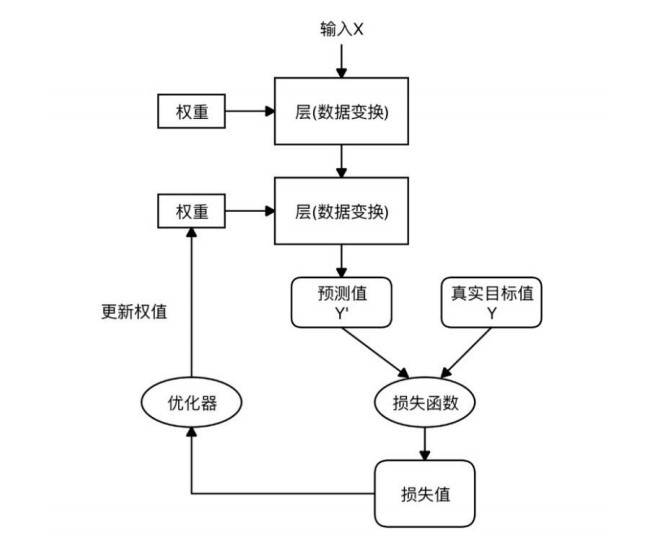 输入X
权重
层(数据变换)
权重
层(数据变换)
预测值
Y'
真实目标值
Y
更新权值
优化器
损失函数
损失值